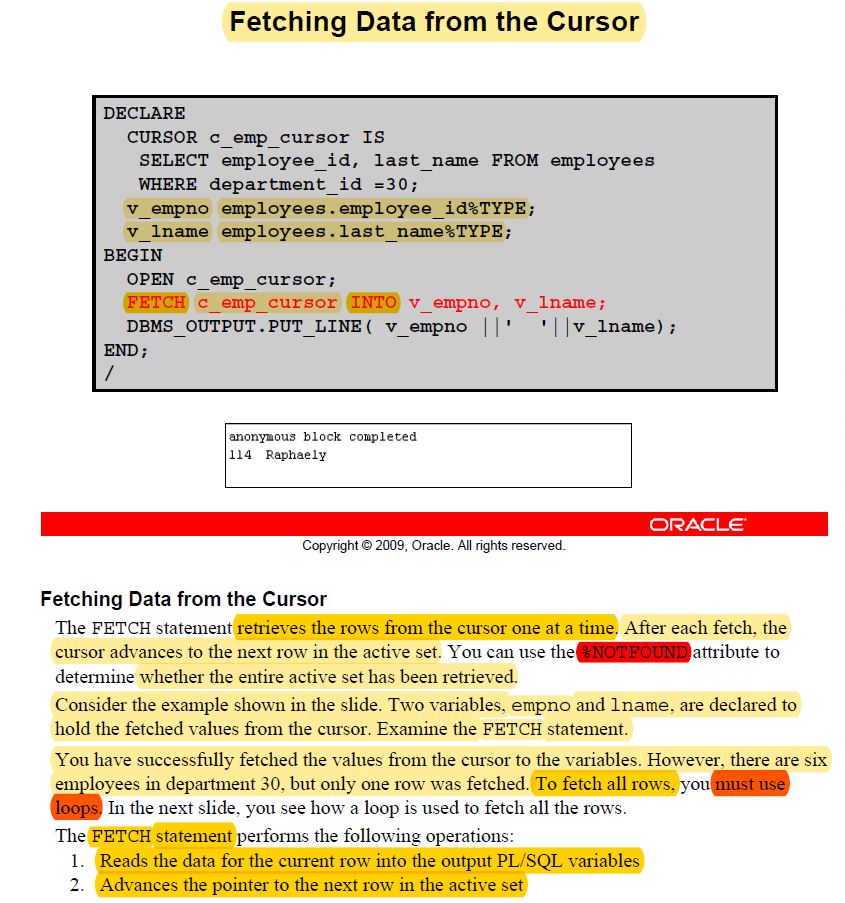 Fetching Data from the Cursor
DECLARE
CURSOR c_emp_cursor IS
SELECT employee_id, last_name FROM employees
WHERE department_id =30;
v_empno employees.employee_id%TYPE;
v_lname employees.last_name%TYPE;
BEGIN
OPEN c_emp_cursor;
FETCH c_emp_cursor INTO v_empno, v_lname;
DBMS_OUTPUT.PUT_LINE( v_empno ||'  '||v_lname);
END;
/
anonymous block completed
114  Raphaely
ORACLE
Copyright © 2009, Oracle. All rights reserved.
Fetching Data from the Cursor
The FETCH statement retrieves the rows from the cursor one at a time. After each fetch, the
cursor advances to the next row in the active set. You can use the %NOTFOUND attribute to
determine whether the entire active set has been retrieved.
Consider the example shown in the slide. Two variables, empno and lname, are declared to
hold the fetched values from the cursor. Examine the FETCH statement.
You have successfully fetched the values from the cursor to the variables. However, there are six
employees in department 30, but only one row was fetched. To fetch all rows, you must use
loops. In the next slide, you see how a loop is used to fetch all the rows.
The FETCH statement performs the following operations:
1. Reads the data for the current row into the output PL/SQL variables
2. Advances the pointer to the next row in the active set